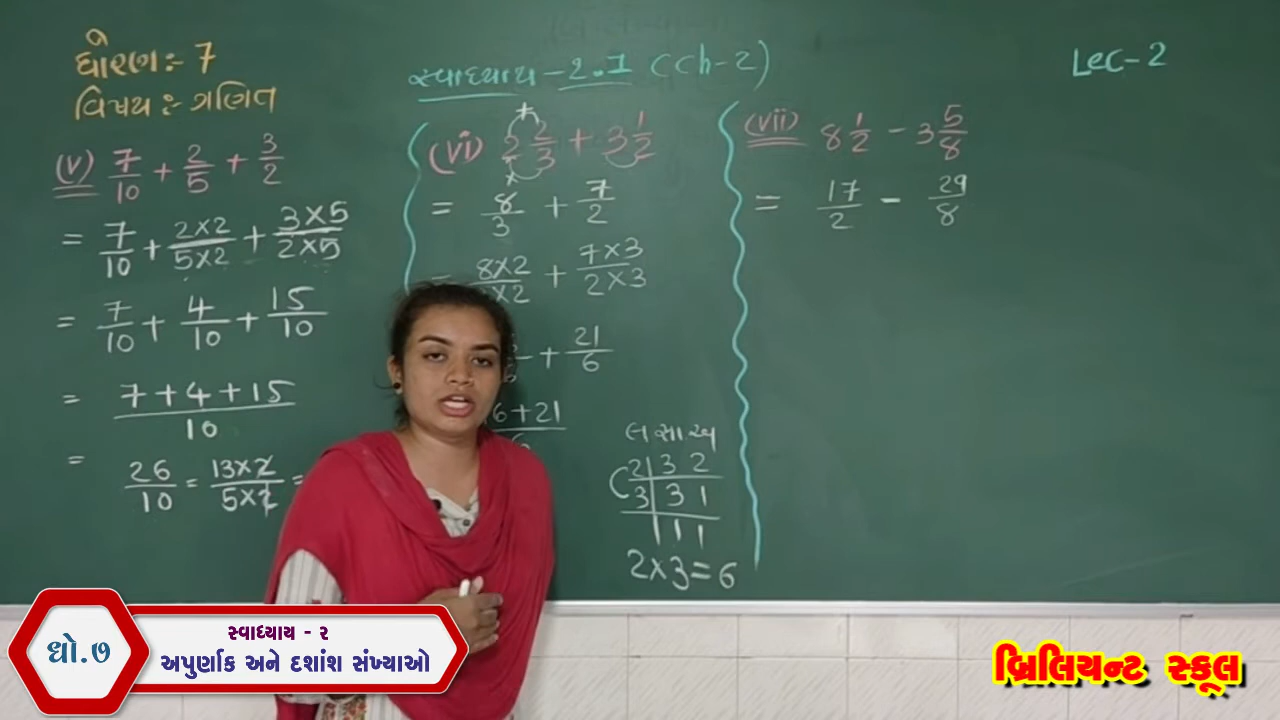 ધોરણ:- 7
વિષય:- ગણિત
સ્વાધ્યાય - 2.1 (Ch-2)
Lec-2
(v) 7/10 + 2/5 + 3/2
= 7/10 + 2×2/5×2 + 3×5/2×5
= 7/10 + 4/10 + 15/10
= 7+4+15/10
= 26/10 = 13×2/5×2 =
(vi) 2 2/3 + 3 1/2
= 8/3 + 7/2
= 8×2/×2 + 7×3/2×3
+ 21/6
6+21
લ સા અ
2 | 3 2
3 | 3 1
| 1 1
2×3=6
(vii) 8 1/2 - 3 5/8
= 17/2 - 29/8
ધો.૭
સ્વાધ્યાય - ૨
અપુર્ણાક અને દશાંશ સંખ્યાઓ
બ્રિલિયન્ટ સ્કૂલ